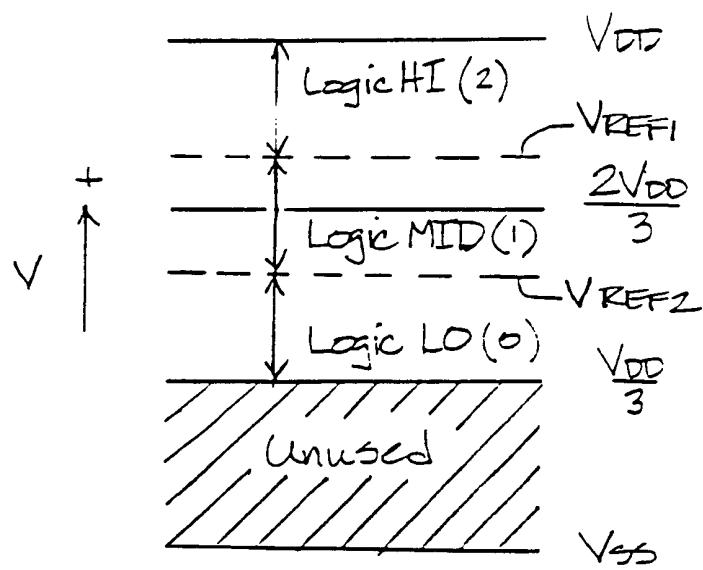 VDD
Logic HI (2)
VREF1
+
2VDD
3
Logic MID (1)
V
VREF2
Logic LO (0)
VDD
3
Unused
VSS